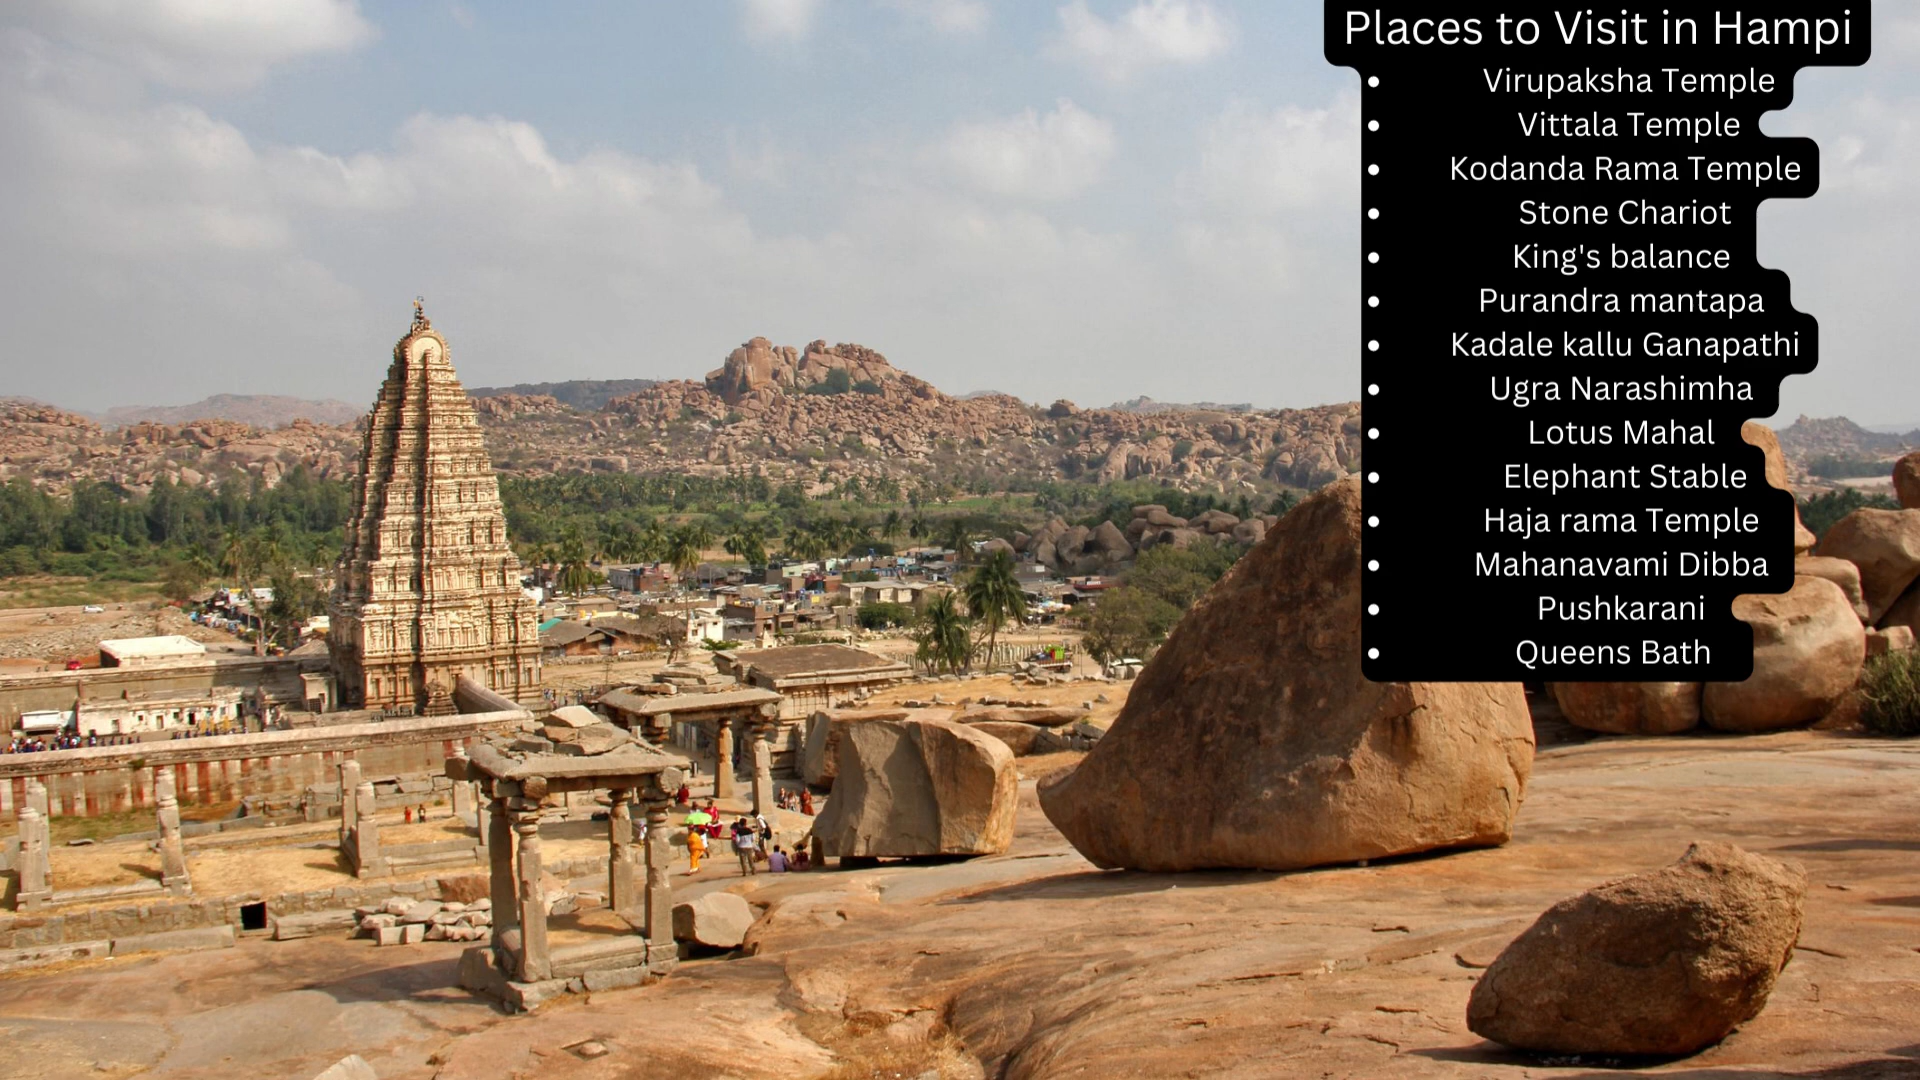 Places to Visit in Hampi
• Virupaksha Temple
• Vittala Temple
• Kodanda Rama Temple
• Stone Chariot
• King's balance
• Purandra mantapa
• Kadale kallu Ganapathi
• Ugra Narashimha
• Lotus Mahal
• Elephant Stable
• Haja rama Temple
• Mahanavami Dibba
• Pushkarani
• Queens Bath